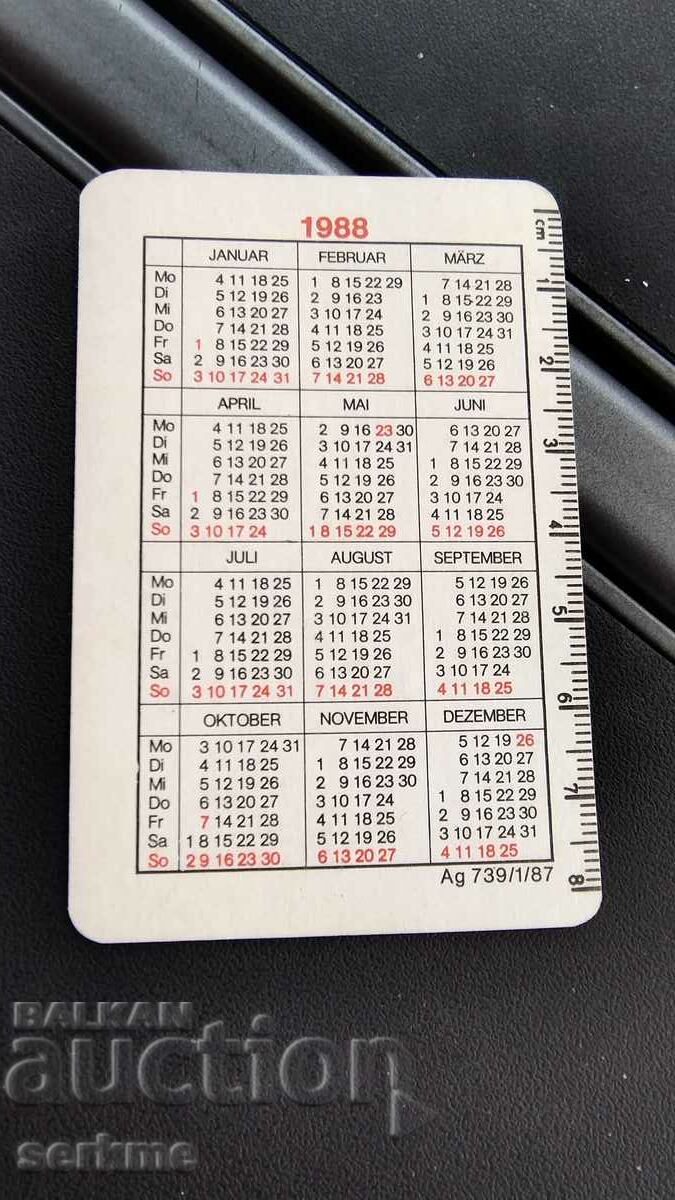 1988
JANUAR FEBRUAR MÄRZ
Mo 4 11 18 25 1 8 15 22 29 7 14 21 28
Di 5 12 19 26 2 9 16 23 1 8 15 22 29
Mi 6 13 20 27 3 10 17 24 2 9 16 23 30
Do 7 14 21 28 4 11 18 25 3 10 17 24 31
Fr 1 8 15 22 29 5 12 19 26 4 11 18 25
Sa 2 9 16 23 30 6 13 20 27 5 12 19 26
So 3 10 17 24 31 7 14 21 28 6 13 20 27
APRIL MAI JUNI
Mo 4 11 18 25 2 9 16 23 30 6 13 20 27
Di 5 12 19 26 3 10 17 24 31 7 14 21 28
Mi 6 13 20 27 4 11 18 25 1 8 15 22 29
Do 7 14 21 28 5 12 19 26 2 9 16 23 30
Fr 1 8 15 22 29 6 13 20 27 3 10 17 24
Sa 2 9 16 23 30 7 14 21 28 4 11 18 25
So 3 10 17 24 1 8 15 22 29 5 12 19 26
JULI AUGUST SEPTEMBER
Mo 4 11 18 25 1 8 15 22 29 5 12 19 26
Di 5 12 19 26 2 9 16 23 30 6 13 20 27
Mi 6 13 20 27 3 10 17 24 31 7 14 21 28
Do 7 14 21 28 4 11 18 25 1 8 15 22 29
Fr 1 8 15 22 29 5 12 19 26 2 9 16 23 30
Sa 2 9 16 23 30 6 13 20 27 3 10 17 24
So 3 10 17 24 31 7 14 21 28 4 11 18 25
OKTOBER NOVEMBER DEZEMBER
Mo 3 10 17 24 31 7 14 21 28 5 12 19 26
Di 4 11 18 25 1 8 15 22 29 6 13 20 27
Mi 5 12 19 26 2 9 16 23 30 7 14 21 28
Do 6 13 20 27 3 10 17 24 1 8 15 22 29
Fr 7 14 21 28 4 11 18 25 2 9 16 23 30
Sa 1 8 15 22 29 5 12 19 26 3 10 17 24 31
So 2 9 16 23 30 6 13 20 27 4 11 18 25
Ag 739/1/87
cm 1 2 3 4 5 6 7 8
BALKAN
auction
serkme